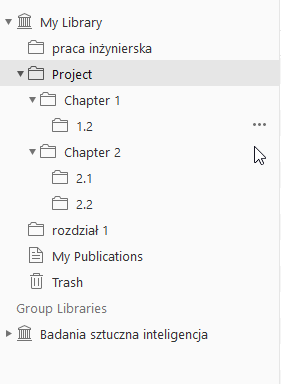 My Library
praca inżynierska
Project
Chapter 1
1.2
Chapter 2
2.1
2.2
rozdział 1
My Publications
Trash
Group Libraries
Badania sztuczna inteligencja